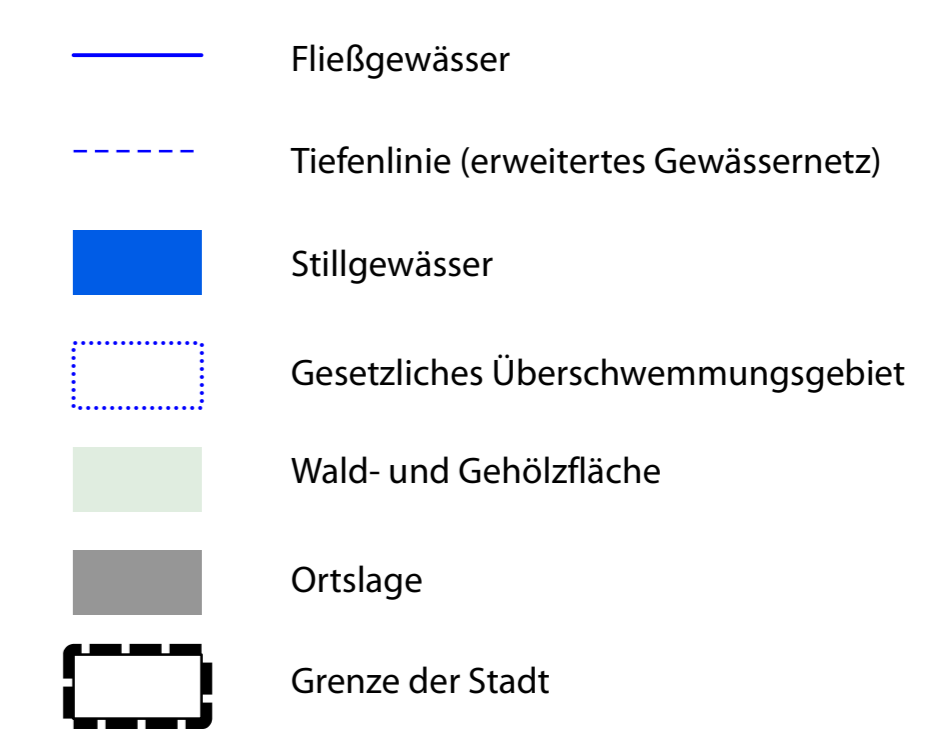 Fließgewässer
Tiefenlinie (erweitertes Gewässernetz)
Stillgewässer
Gesetzliches Überschwemmungsgebiet
Wald- und Gehölzfläche
Ortslage
Grenze der Stadt